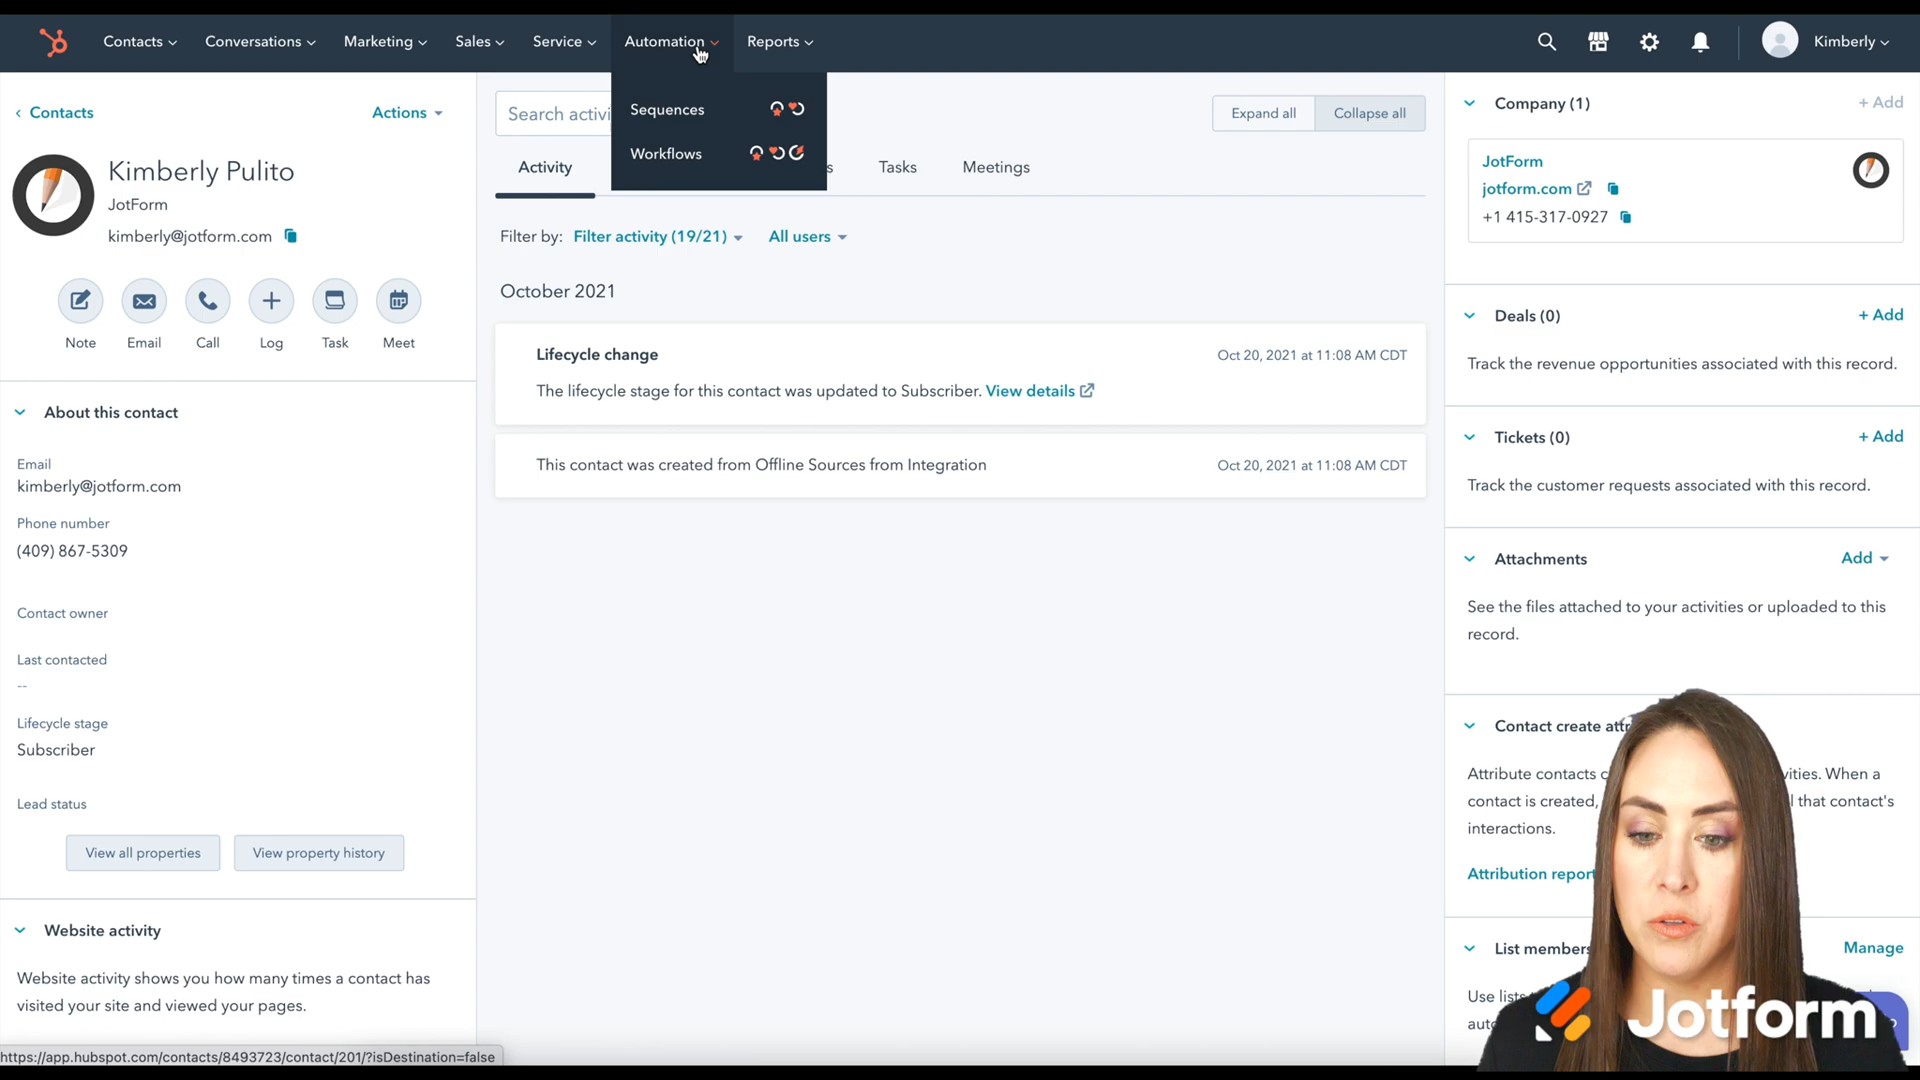 Contacts
Conversations
Marketing
Sales
Service
Automation
Reports
Kimberly
Sequences
Workflows
Contacts
Actions
Kimberly Pulito
JotForm
kimberly@jotform.com
Note
Email
Call
Log
Task
Meet
About this contact
Email
kimberly@jotform.com
Phone number
(409) 867-5309
Contact owner
Last contacted
--
Lifecycle stage
Subscriber
Lead status
View all properties
View property history
Website activity
Website activity shows you how many times a contact has
visited your site and viewed your pages.
https://app.hubspot.com/contacts/8493723/contact/201/?isDestination=false
Search
Expand all
Collapse all
Activity
Tasks
Meetings
Filter by: Filter activity (19/21) All users
October 2021
Lifecycle change
Oct 20, 2021 at 11:08 AM CDT
The lifecycle stage for this contact was updated to Subscriber. View details
This contact was created from Offline Sources from Integration
Oct 20, 2021 at 11:08 AM CDT
Company (1)
+ Add
JotForm
jotform.com
+1 415-317-0927
Deals (0)
+ Add
Track the revenue opportunities associated with this record.
Tickets (0)
+ Add
Track the customer requests associated with this record.
Attachments
Add
See the files attached to your activities or uploaded to this
record.
Contact create
Attribute contacts When a
contact is created, that contact's
interactions.
Attribution report
List
Manage
Use
Jotform